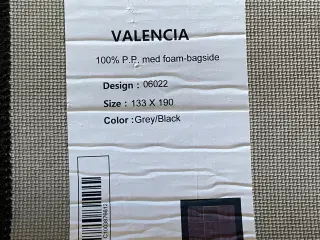 VALENCIA
100% P.P. med foam-bagside
Design : 06022
Size : 133 X 190
Color : Grey/Black